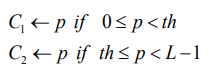 C₁ ← p if 0 ≤ p < th
C₂ ← p if th ≤ p < L − 1